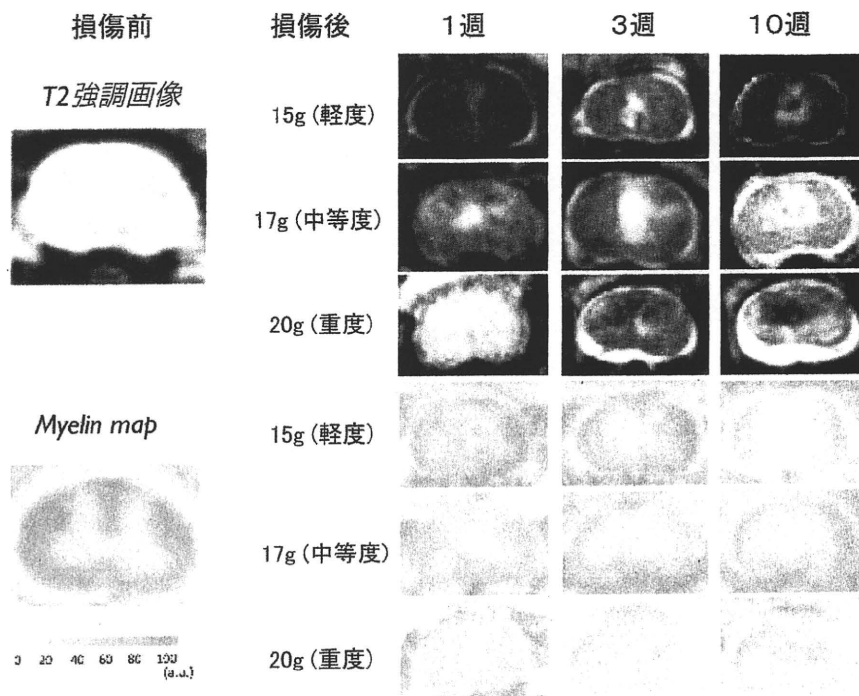 損傷前 損傷後 1週 3週 10週
T2強調画像
15g(軽度)
17g(中等度)
20g(重度)
Myelin map
15g(軽度)
17g(中等度)
20g(重度)
0 20 40 60 80 100
(a.u.)